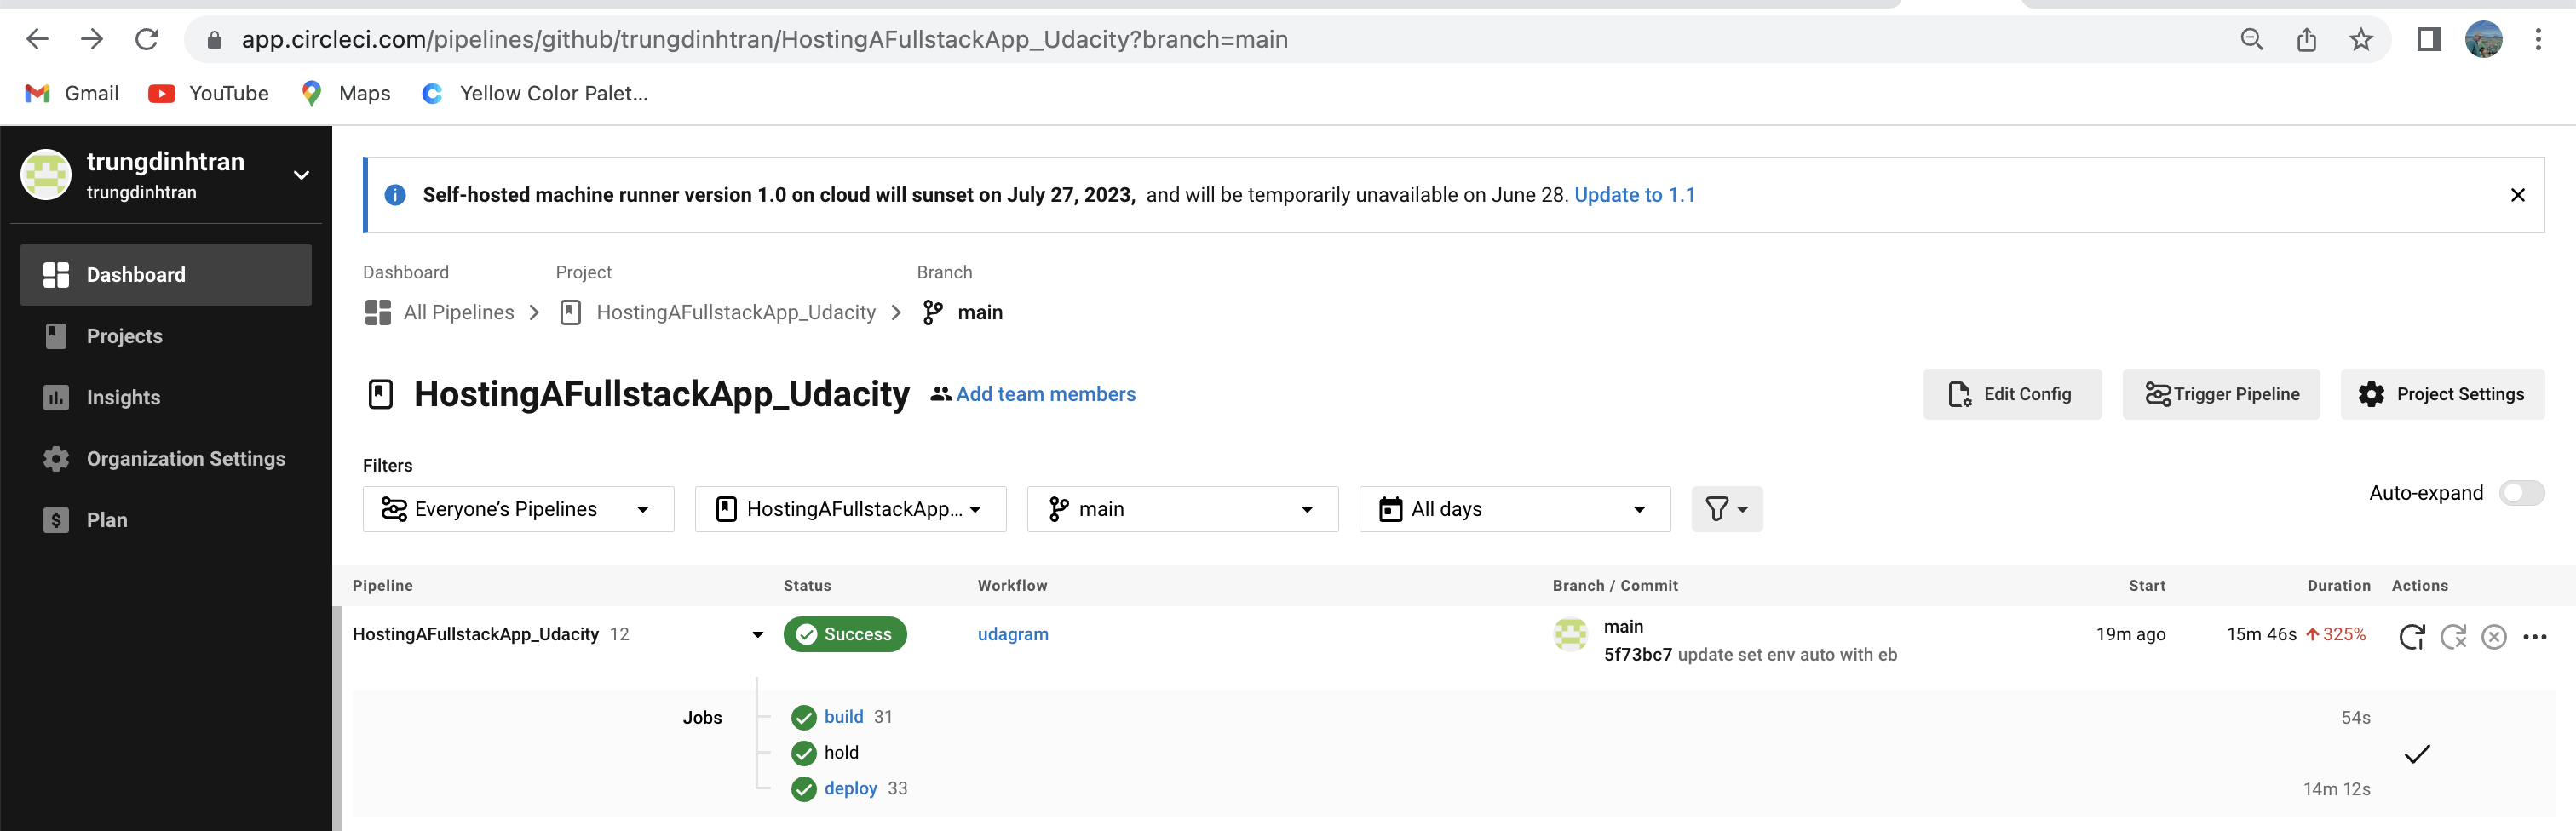 app.circleci.com/pipelines/github/trungdinhtran/HostingAFullstackApp_Udacity?branch=main
Gmail YouTube Maps Yellow Color Palet...
trungdinhtran
trungdinhtran
Dashboard
Projects
Insights
Organization Settings
Plan
Self-hosted machine runner version 1.0 on cloud will sunset on July 27, 2023, and will be temporarily unavailable on June 28. Update to 1.1
Dashboard Project Branch
All Pipelines HostingAFullstackApp_Udacity main
HostingAFullstackApp_Udacity Add team members Edit Config Trigger Pipeline Project Settings
Filters
Everyone’s Pipelines HostingAFullstackApp... main All days Auto-expand
Pipeline Status Workflow Branch / Commit Start Duration Actions
HostingAFullstackApp_Udacity 12 Success udagram main 19m ago 15m 46s 325%
5f73bc7 update set env auto with eb
Jobs build 31 54s
hold
deploy 33 14m 12s